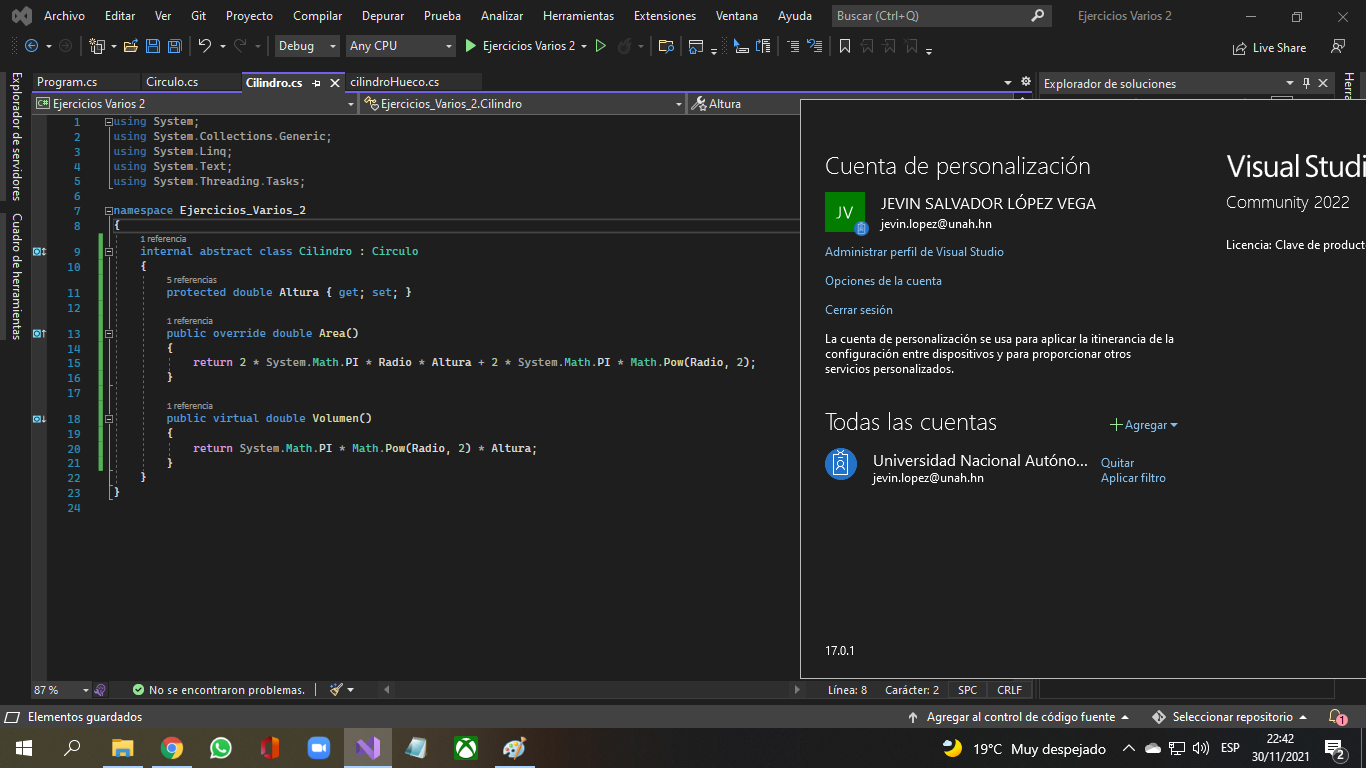 Archivo Editar Ver Git Proyecto Compilar Depurar Prueba Analizar Herramientas Extensiones Ventana Ayuda Buscar (Ctrl+Q) Ejercicios Varios 2
Debug Any CPU Ejercicios Varios 2 Live Share
Explorador de servidores
Cuadro de herramientas
Program.cs Circulo.cs Cilindro.cs cilindroHueco.cs
Explorador de soluciones
Ejercicios Varios 2 Ejercicios_Varios_2.Cilindro Altura
1 using System;
2 using System.Collections.Generic;
3 using System.Linq;
4 using System.Text;
5 using System.Threading.Tasks;
6
7 namespace Ejercicios_Varios_2
8 {
1 referencia
9 internal abstract class Cilindro : Circulo
10 {
5 referencias
11 protected double Altura { get; set; }
12
1 referencia
13 public override double Area()
14 {
15 return 2 * System.Math.PI * Radio * Altura + 2 * System.Math.PI * Math.Pow(Radio, 2);
16 }
17
1 referencia
18 public virtual double Volumen()
19 {
20 return System.Math.PI * Math.Pow(Radio, 2) * Altura;
21 }
22 }
23 }
24
Cuenta de personalización
JV
JEVIN SALVADOR LÓPEZ VEGA
jevin.lopez@unah.hn
Administrar perfil de Visual Studio
Opciones de la cuenta
Cerrar sesión
La cuenta de personalización se usa para aplicar la itinerancia de la
configuración entre dispositivos y para proporcionar otros
servicios personalizados.
Todas las cuentas
Agregar
Universidad Nacional Autóno...
jevin.lopez@unah.hn
Quitar
Aplicar filtro
17.0.1
Visual Studi
Community 2022
Licencia: Clave de product
87 % No se encontraron problemas. Línea: 8 Carácter: 2 SPC CRLF
Elementos guardados Agregar al control de código fuente Seleccionar repositorio 1
19°C Muy despejado ESP 22:42
30/11/2021 2